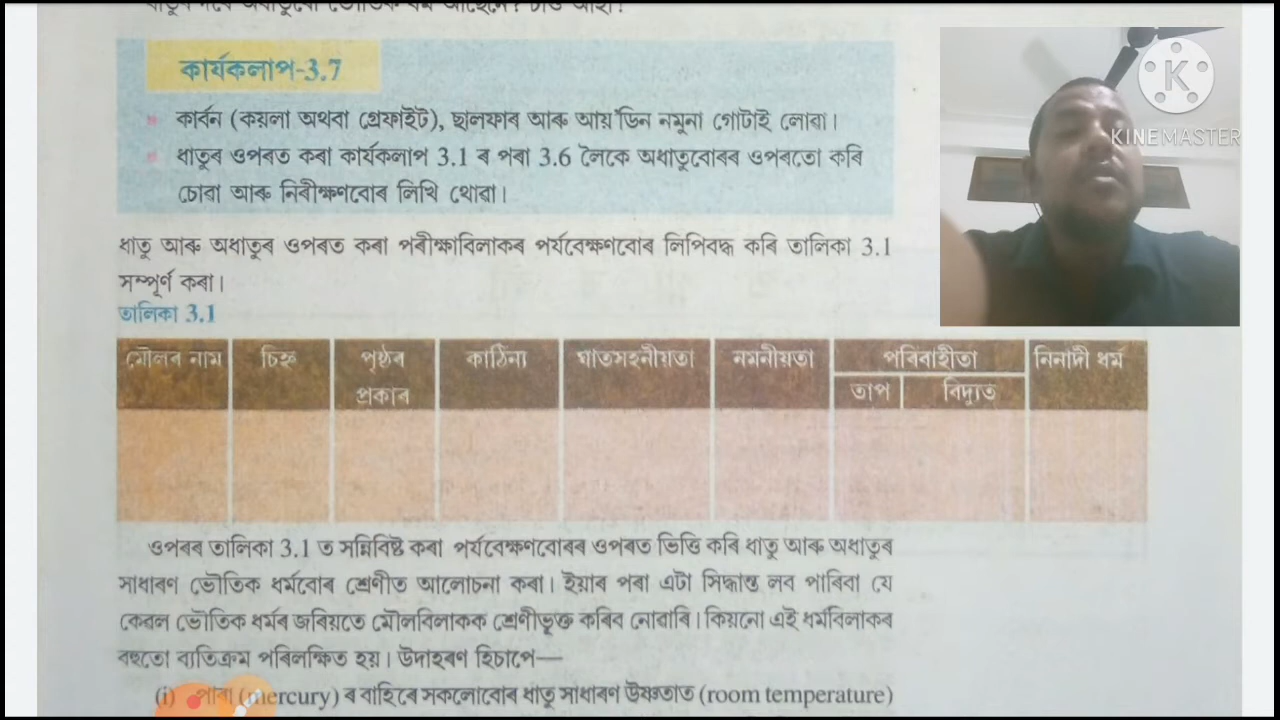 কাৰ্যকলাপ-3.7
কাৰ্বন (কয়লা অথবা গ্ৰেফাইট), ছালফাৰ আৰু আয়'ডিন নমুনা গোটাই লোৱা।
ধাতুৰ ওপৰত কৰা কাৰ্যকলাপ 3.1 ৰ পৰা 3.6 লৈকে অধাতুবোৰৰ ওপৰতো কৰি
চোৱা আৰু নিৰীক্ষণবোৰ লিখি থোৱা।
K
KINEMASTER
ধাতু আৰু অধাতুৰ ওপৰত কৰা পৰীক্ষাবিলাকৰ পৰ্যবেক্ষণবোৰ লিপিবদ্ধ কৰি তালিকা 3.1
সম্পূৰ্ণ কৰা।
তালিকা 3.1
মৌলৰ নাম চিহ্ন পৃষ্ঠৰ কাঠিন্য ঘাতসহনীয়তা নমনীয়তা পৰিবাহীতা নিনাদী ধৰ্ম
প্ৰকাৰ তাপ বিদ্যুত
ওপৰৰ তালিকা 3.1 ত সন্নিবিষ্ট কৰা পৰ্যবেক্ষণবোৰৰ ওপৰত ভিত্তি কৰি ধাতু আৰু অধাতুৰ
সাধাৰণ ভৌতিক ধৰ্মবোৰ শ্ৰেণীত আলোচনা কৰা। ইয়াৰ পৰা এটা সিদ্ধান্ত লব পাৰিবা যে
কেৱল ভৌতিক ধৰ্মৰ জৰিয়তে মৌলবিলাকক শ্ৰেণীভূক্ত কৰিব নোৱাৰি। কিয়নো এই ধৰ্মবিলাকৰ
বহুতো ব্যতিক্ৰম পৰিলক্ষিত হয়। উদাহৰণ হিচাপে—
(i) পাৰা (mercury) ৰ বাহিৰে সকলোবোৰ ধাতু সাধাৰণ উষ্ণতাত (room temperature)